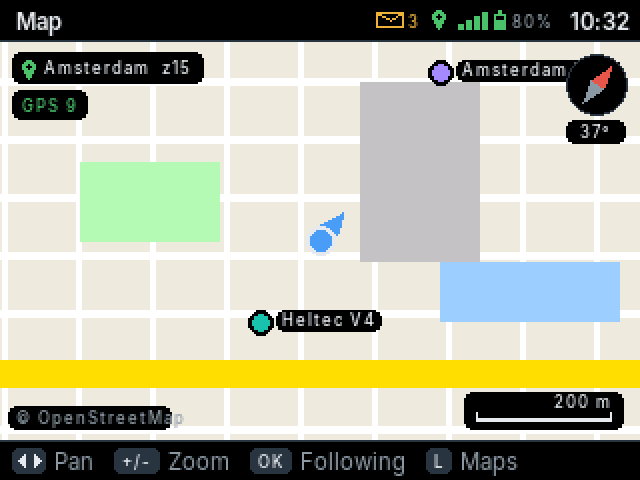 Map 3 80% 10:32
Amsterdam z15
Amsterdam
GPS 9
37°
Heltec V4
© OpenStreetMap
200 m
Pan +/- Zoom OK Following L Maps